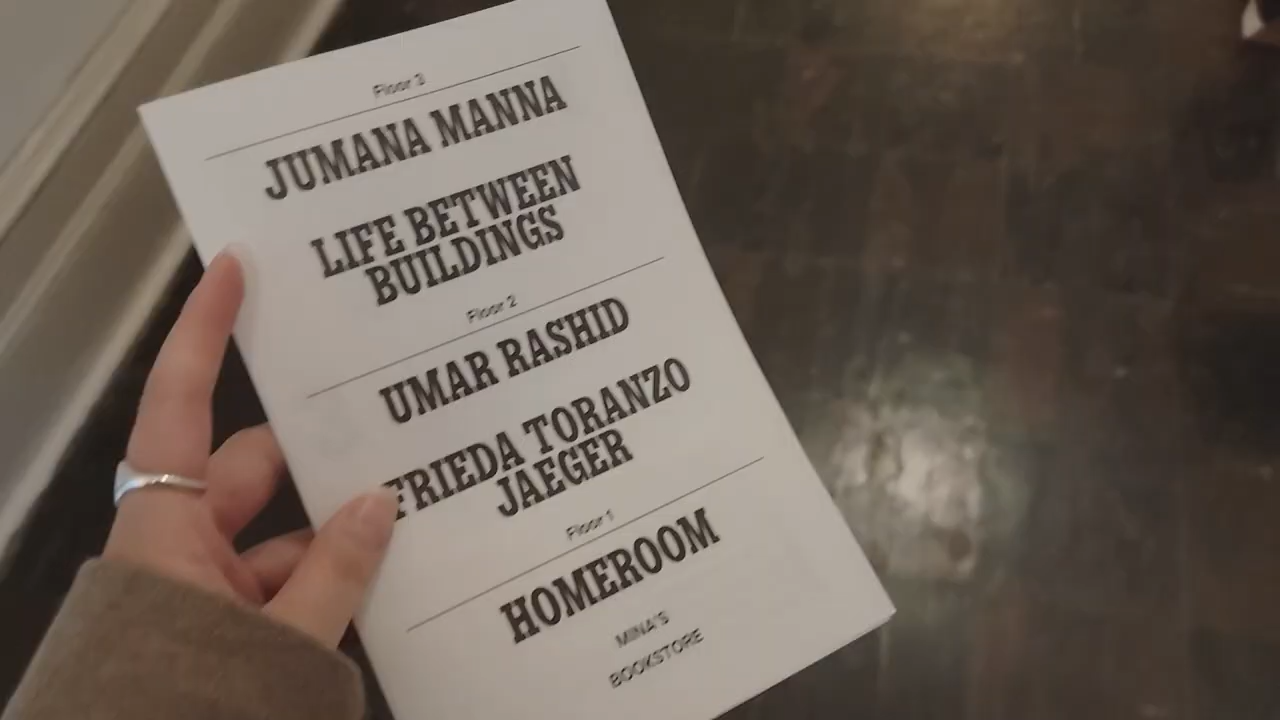 Floor 3
JUMANA MANNA
LIFE BETWEEN
BUILDINGS
Floor 2
UMAR RASHID
FRIEDA TORANZO
JAEGER
Floor 1
HOMEROOM
MINA'S
BOOKSTORE